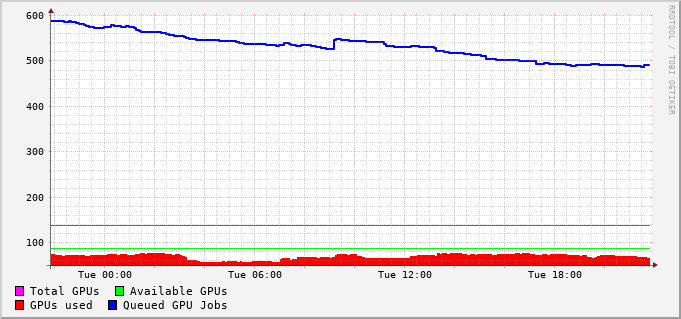 600
500
400
300
200
100
Tue 00:00 Tue 06:00 Tue 12:00 Tue 18:00
Total GPUs Available GPUs
GPUs used Queued GPU Jobs
RRDTOOL / TOBI OETIKER